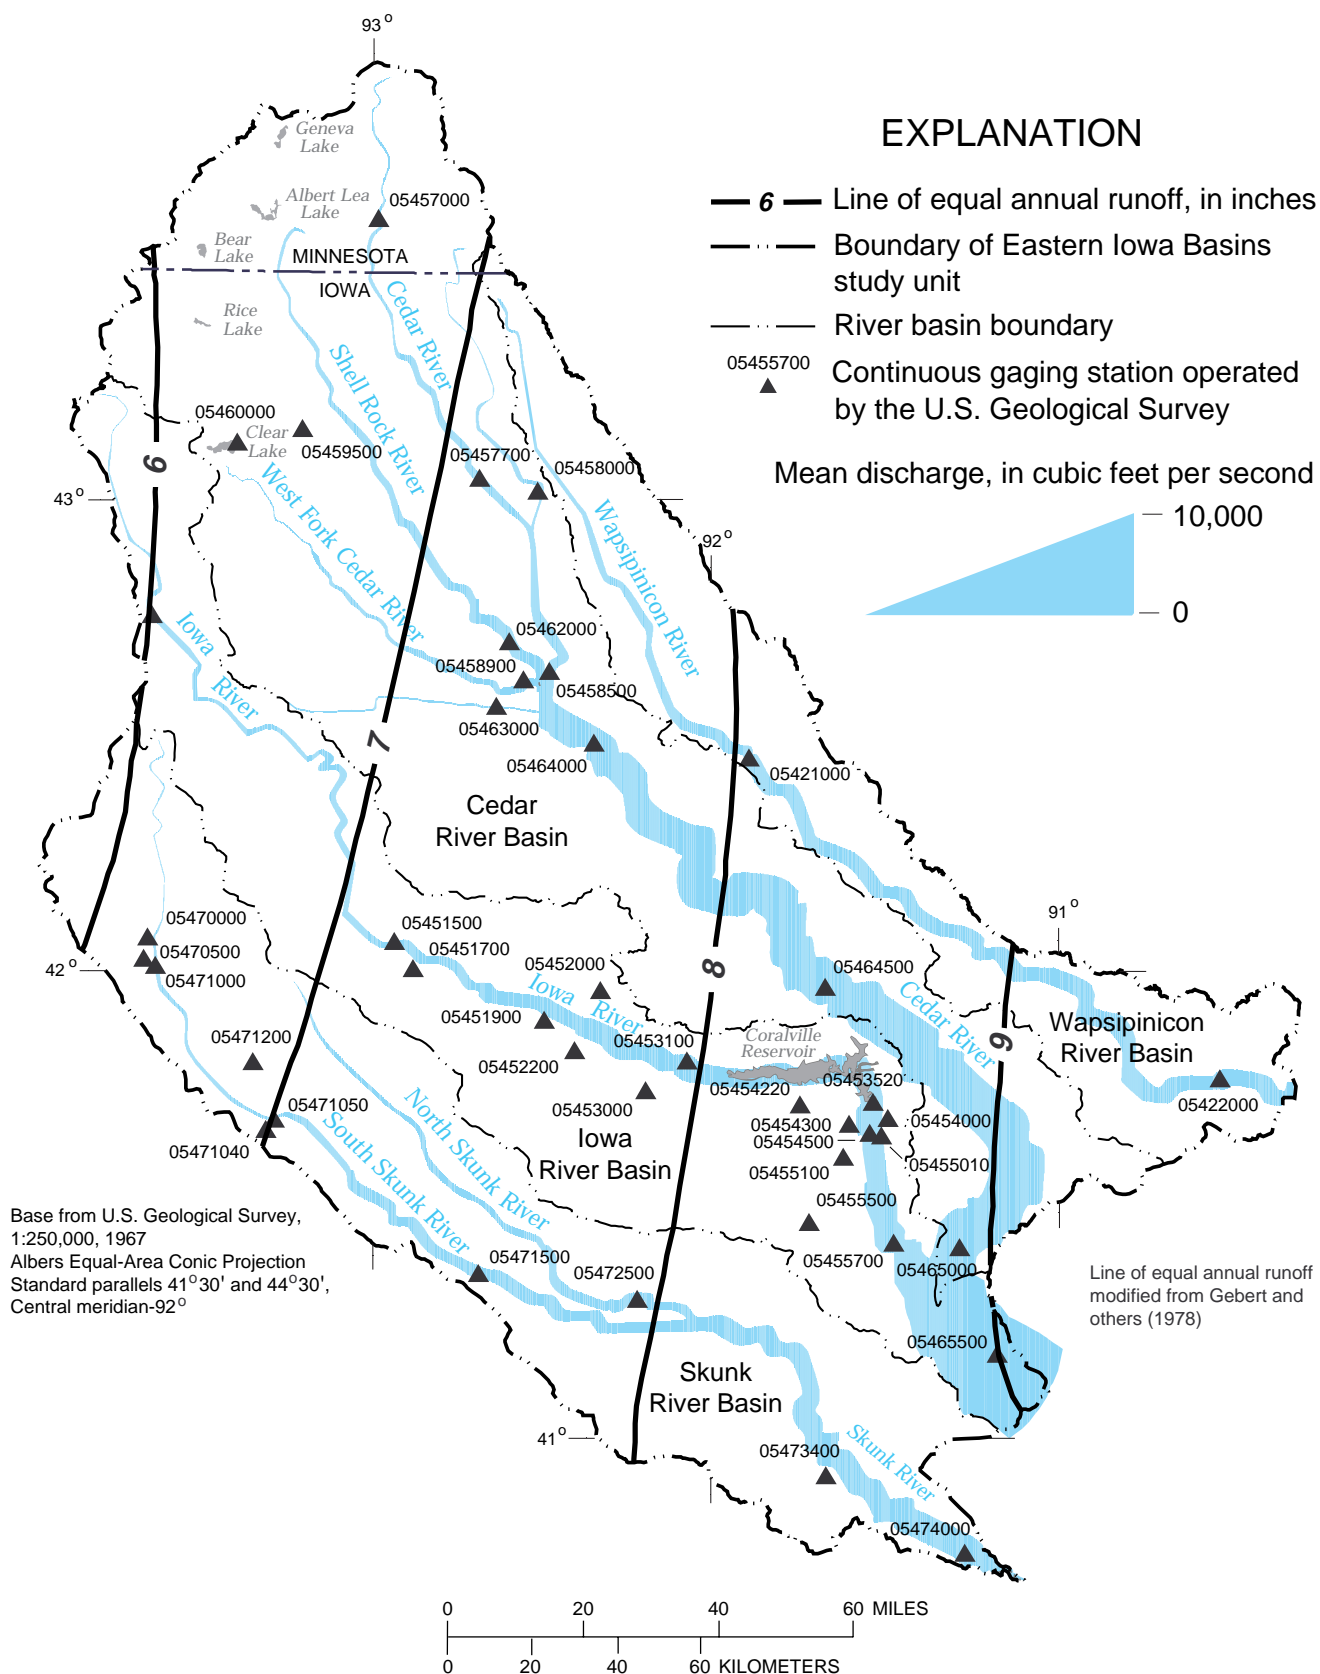 93°
Geneva
Lake
Albert Lea
Lake
05457000
Bear
Lake
MINNESOTA
IOWA
Rice
Lake
Cedar River
Shell Rock River
EXPLANATION
6 Line of equal annual runoff, in inches
Boundary of Eastern Iowa Basins
study unit
River basin boundary
05455700
Continuous gaging station operated
by the U.S. Geological Survey
Mean discharge, in cubic feet per second
10,000
0
05460000
Clear
Lake
05459500
6
43°
05457700
05458000
West Fork Cedar River
Wapsipinicon River
92°
Iowa
River
05462000
05458900
05458500
05463000
05464000
7
05421000
Cedar
River Basin
05470000
05470500
05471000
42°
05451500
05451700
05452000
8
91°
05464500
Iowa River
05451900
05453100
05452200
05453000
Cedar River
9
Wapsipinicon
River Basin
05422000
Coralville
Reservoir
05454220
05453520
05454300
05454000
05454500
05455010
05455100
05471200
05471050
05471040
South Skunk River
North Skunk River
Iowa
River Basin
05455500
05455700
05465000
05471500
05472500
05465500
Base from U.S. Geological Survey,
1:250,000, 1967
Albers Equal-Area Conic Projection
Standard parallels 41°30' and 44°30',
Central meridian-92°
Line of equal annual runoff
modified from Gebert and
others (1978)
Skunk
River Basin
41°
05473400
Skunk River
05474000
0 20 40 60 MILES
0 20 40 60 KILOMETERS